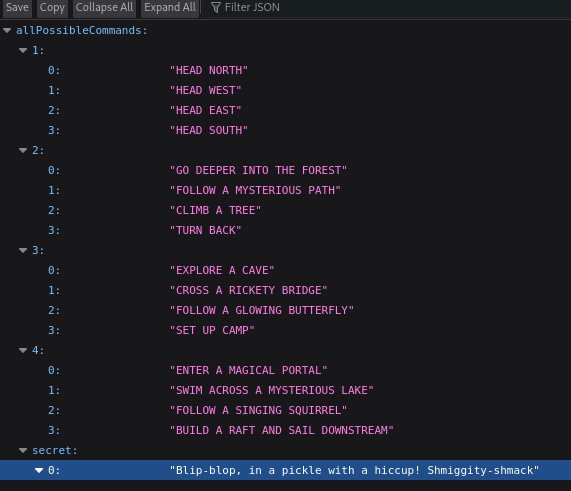 Save Copy Collapse All Expand All Filter JSON
allPossibleCommands:
1:
0: "HEAD NORTH"
1: "HEAD WEST"
2: "HEAD EAST"
3: "HEAD SOUTH"
2:
0: "GO DEEPER INTO THE FOREST"
1: "FOLLOW A MYSTERIOUS PATH"
2: "CLIMB A TREE"
3: "TURN BACK"
3:
0: "EXPLORE A CAVE"
1: "CROSS A RICKETY BRIDGE"
2: "FOLLOW A GLOWING BUTTERFLY"
3: "SET UP CAMP"
4:
0: "ENTER A MAGICAL PORTAL"
1: "SWIM ACROSS A MYSTERIOUS LAKE"
2: "FOLLOW A SINGING SQUIRREL"
3: "BUILD A RAFT AND SAIL DOWNSTREAM"
secret:
0: "Blip-blop, in a pickle with a hiccup! Shmiggity-shmack"